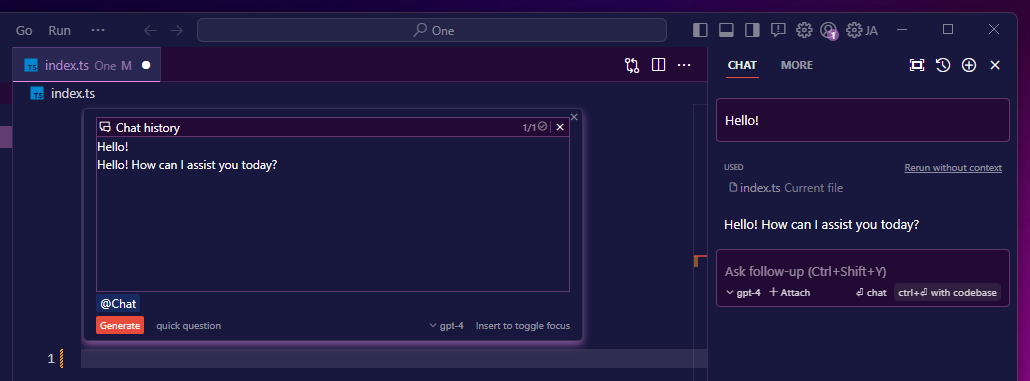 Go Run ... One JA
TS index.ts One M
CHAT MORE
TS index.ts
Chat history 1/1
Hello!
Hello! How can I assist you today?
@Chat
Generate quick question gpt-4 Insert to toggle focus
1
Hello!
USED Rerun without context
index.ts Current file
Hello! How can I assist you today?
Ask follow-up (Ctrl+Shift+Y)
gpt-4 + Attach ⏎ chat ctrl+⏎ with codebase